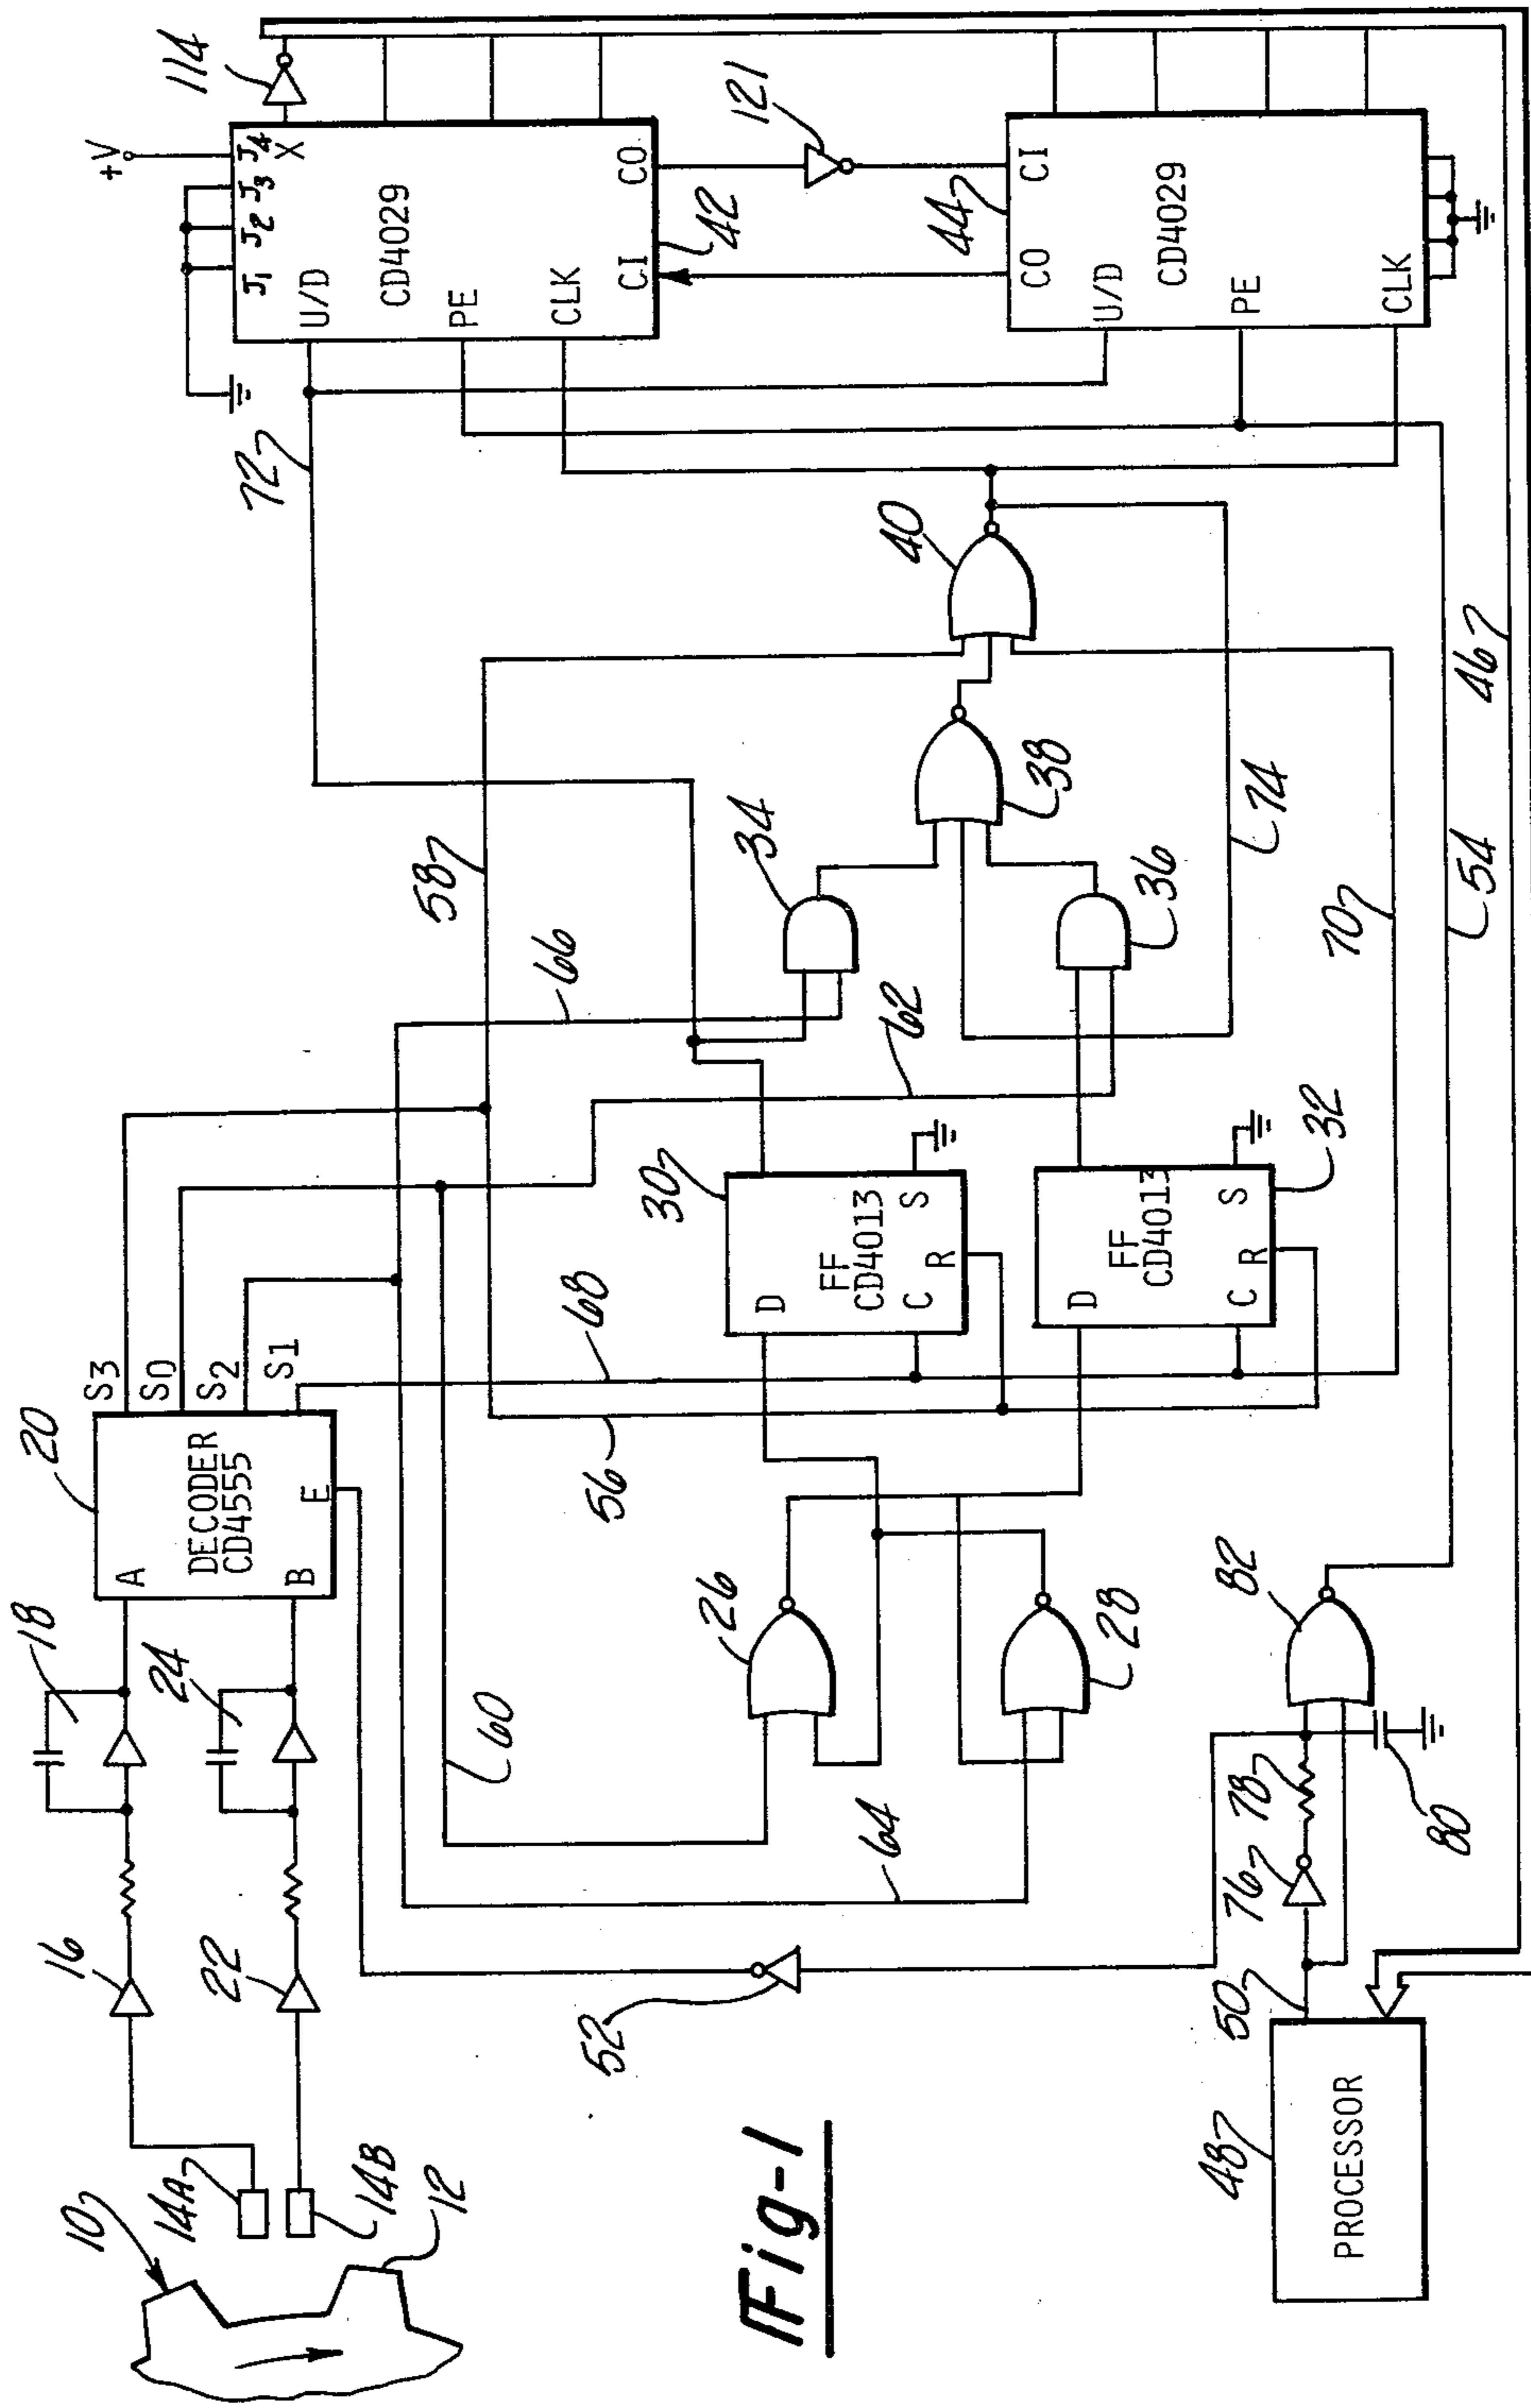 10
12
14A
14B
16
22
18
24
20
A
B
DECODER
CD4555
E
S3
S0
S2
S1
56
58
60
62
64
66
68
70
72
74
26
28
30
D
FF
CD4013
C
S
R
32
D
FF
CD4013
C
S
R
34
36
38
40
+V
J1 J2 J3 J4
X
U/D
CD4029
PE
CLK
CI
CO
42
114
121
44
CO
CI
U/D
CD4029
PE
CLK
46
54
48
PROCESSOR
50
52
76
78
80
82
Fig-1